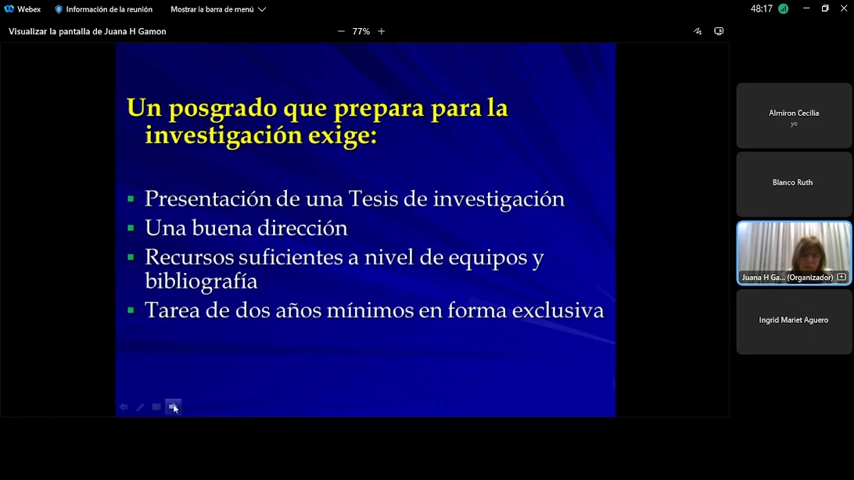 Webex
Información de la reunión
Mostrar la barra de menú
48:17
Visualizar la pantalla de Juana H Gamon
77%
Un posgrado que prepara para la
investigación exige:
Presentación de una Tesis de investigación
Una buena dirección
Recursos suficientes a nivel de equipos y
bibliografía
Tarea de dos años mínimos en forma exclusiva
Almiron Cecilia
yo
Blanco Ruth
Juana H Ga... (Organizador)
Ingrid Mariet Aguero